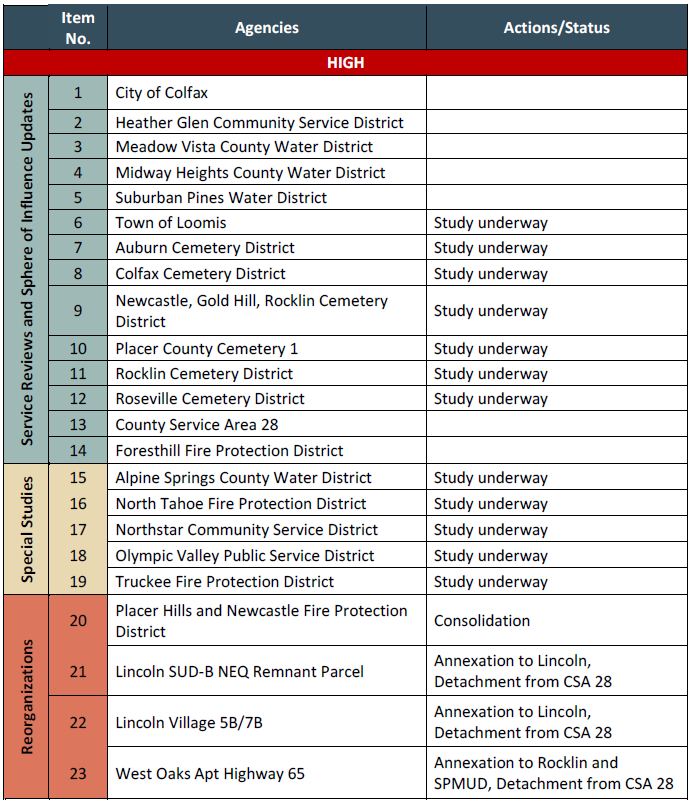 Item
No.
Agencies
Actions/Status
HIGH
Service Reviews and Sphere of Influence Updates
1 City of Colfax
2 Heather Glen Community Service District
3 Meadow Vista County Water District
4 Midway Heights County Water District
5 Suburban Pines Water District
6 Town of Loomis Study underway
7 Auburn Cemetery District Study underway
8 Colfax Cemetery District Study underway
9 Newcastle, Gold Hill, Rocklin Cemetery
District Study underway
10 Placer County Cemetery 1 Study underway
11 Rocklin Cemetery District Study underway
12 Roseville Cemetery District Study underway
13 County Service Area 28
14 Foresthill Fire Protection District
Special Studies
15 Alpine Springs County Water District Study underway
16 North Tahoe Fire Protection District Study underway
17 Northstar Community Service District Study underway
18 Olympic Valley Public Service District Study underway
19 Truckee Fire Protection District Study underway
Reorganizations
20 Placer Hills and Newcastle Fire Protection
District Consolidation
21 Lincoln SUD-B NEQ Remnant Parcel Annexation to Lincoln,
Detachment from CSA 28
22 Lincoln Village 5B/7B Annexation to Lincoln,
Detachment from CSA 28
23 West Oaks Apt Highway 65 Annexation to Rocklin and
SPMUD, Detachment from CSA 28